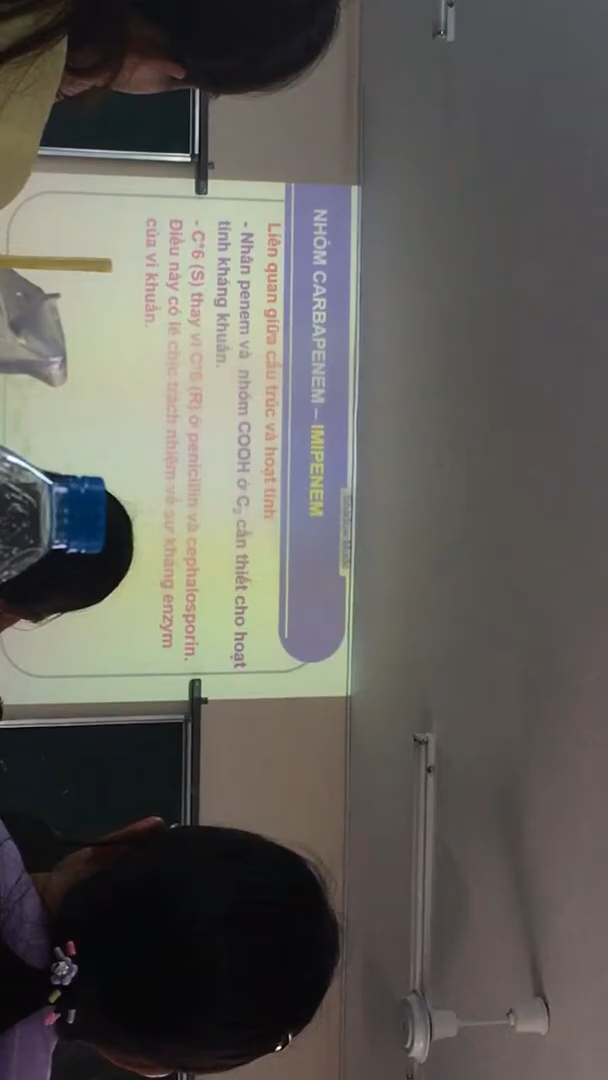 NHÓM CARBAPENEM – IMIPENEM
Liên quan giữa cấu trúc và hoạt tính
- Nhân penem và nhóm COOH ở C₂ cần thiết cho hoạt
tính kháng khuẩn.
- C*6 (S) thay vì C*6 (R) ở penicillin và cephalosporin.
Điều này có lẽ chịc trách nhiệm về sự kháng enzym
của vi khuẩn.